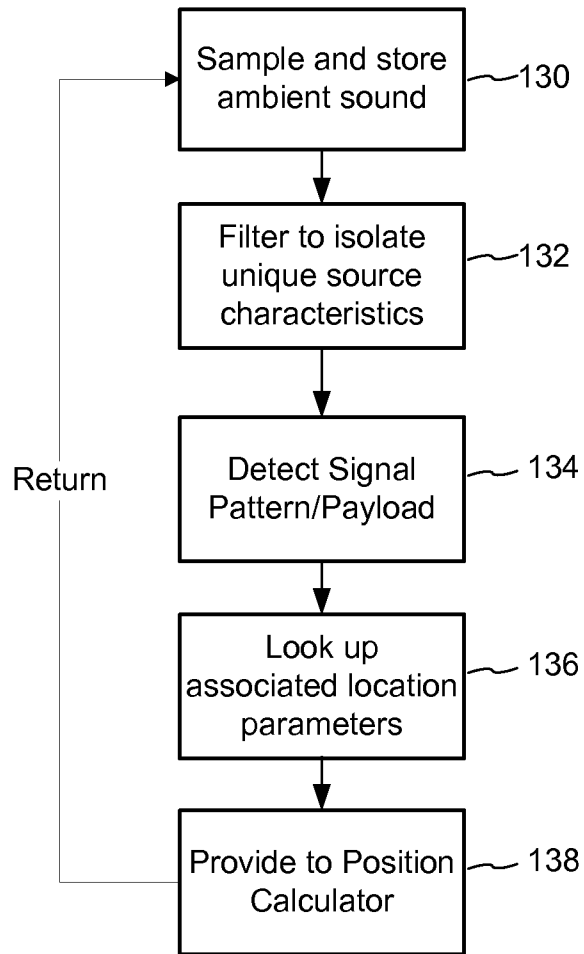 Sample and store
ambient sound
130
Filter to isolate
unique source
characteristics
132
Detect Signal
Pattern/Payload
134
Return
Look up
associated location
parameters
136
Provide to Position
Calculator
138